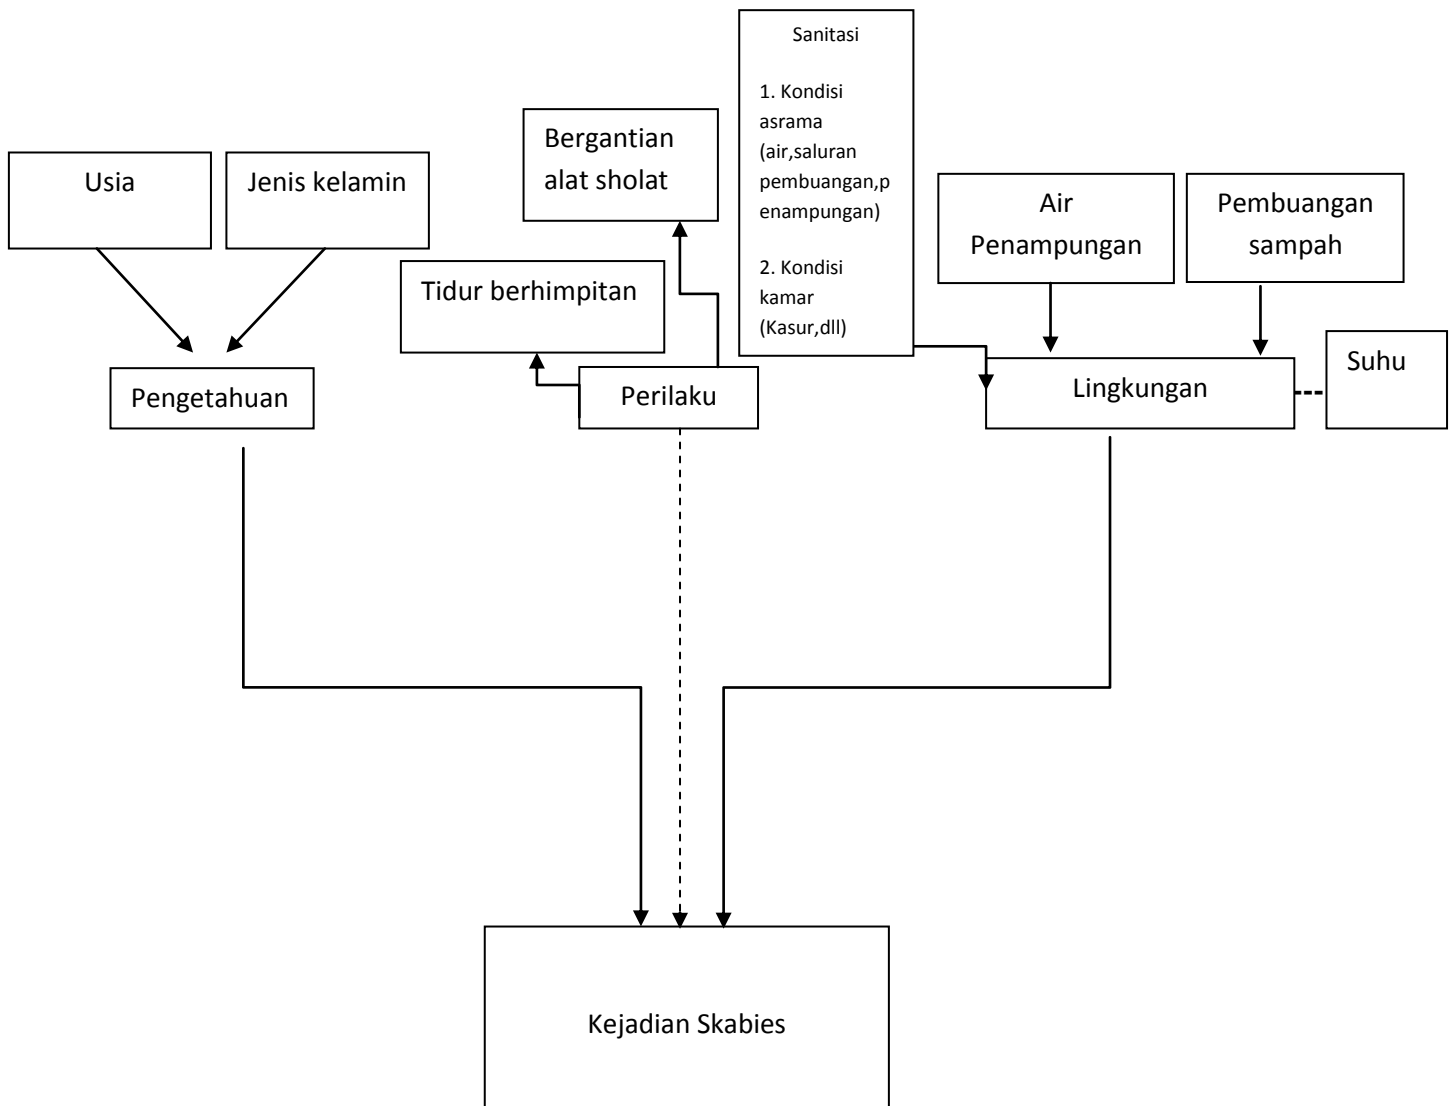 Sanitasi
1. Kondisi
asrama
(air,saluran
pembuangan,p
enampungan)
2. Kondisi
kamar
(Kasur,dll)
Bergantian
alat sholat
Usia
Jenis kelamin
Air
Penampungan
Pembuangan
sampah
Tidur berhimpitan
Suhu
Pengetahuan
Perilaku
Lingkungan
Kejadian Skabies